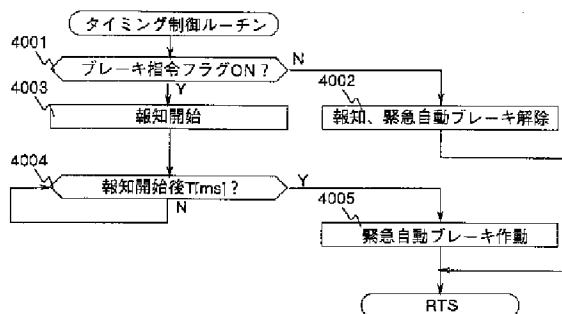 タイミング制御ルーチン
4001
ブレーキ指令フラグON?
N
Y
4002
報知、緊急自動ブレーキ解除
4003
報知開始
4004
報知開始後T[ms]?
Y
N
4005
緊急自動ブレーキ作動
RTS